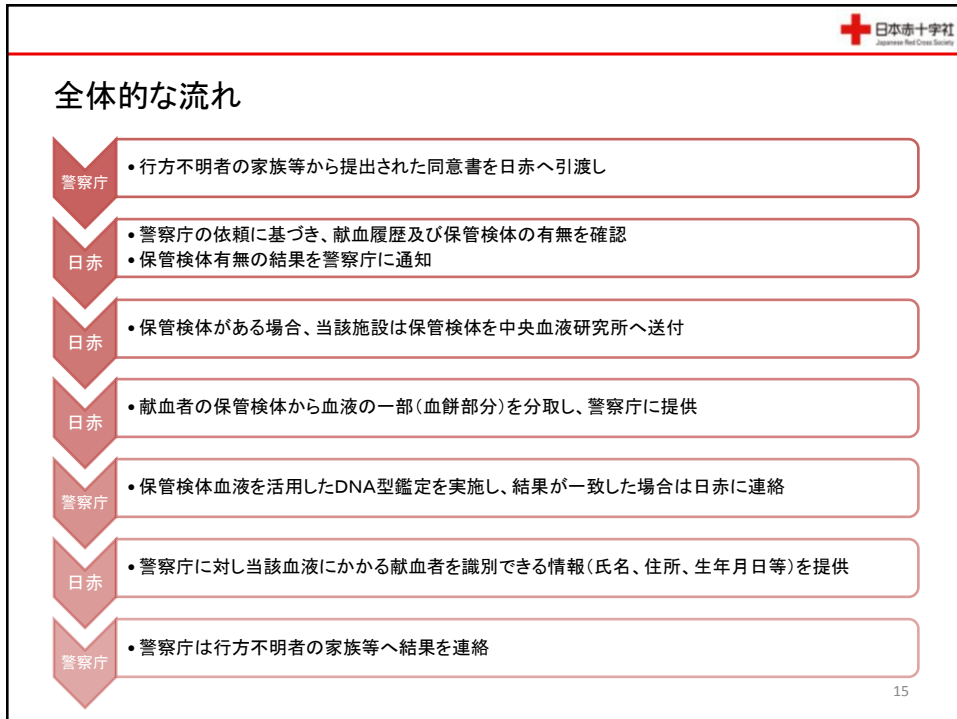 日本赤十字社
Japanese Red Cross Society
全体的な流れ
警察庁
•行方不明者の家族等から提出された同意書を日赤へ引渡し
日赤
•警察庁の依頼に基づき、献血履歴及び保管検体の有無を確認
•保管検体有無の結果を警察庁に通知
日赤
•保管検体がある場合、当該施設は保管検体を中央血液研究所へ送付
日赤
•献血者の保管検体から血液の一部（血餅部分）を分取し、警察庁に提供
警察庁
•保管検体血液を活用したDNA型鑑定を実施し、結果が一致した場合は日赤に連絡
日赤
•警察庁に対し当該血液にかかる献血者を識別できる情報（氏名、住所、生年月日等）を提供
警察庁
•警察庁は行方不明者の家族等へ結果を連絡
15